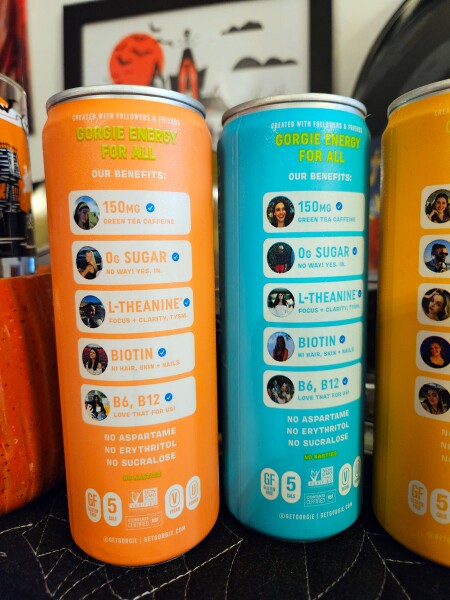 CREATED WITH FOLLOWERS & FRIENDS
GORGIE ENERGY
FOR ALL
OUR BENEFITS:
150MG
GREEN TEA CAFFEINE
0G SUGAR
NO WAY! YES. IN.
L-THEANINE
FOCUS + CLARITY, TYSM.
BIOTIN
HI HAIR, SKIN + NAILS
B6, B12
LOVE THAT FOR US!
NO ASPARTAME
NO ERYTHRITOL
NO SUCRALOSE
NO NASTIES
GF
5
V
@GETGORGIE | GETGORGIE.COM
CREATED WITH FOLLOWERS & FRIENDS
GORGIE ENERGY
FOR ALL
OUR BENEFITS:
150MG
GREEN TEA CAFFEINE
0G SUGAR
NO WAY! YES. IN.
L-THEANINE
FOCUS + CLARITY, TYSM.
BIOTIN
HI HAIR, SKIN + NAILS
B6, B12
LOVE THAT FOR US!
NO ASPARTAME
NO ERYTHRITOL
NO SUCRALOSE
NO NASTIES
GF
5
V
@GETGORGIE | GETGORGIE.COM
GF
5